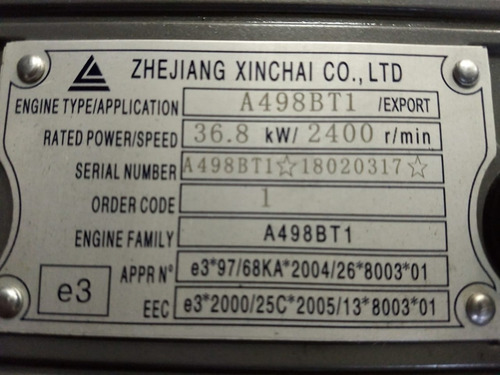 ZHEJIANG XINCHAI CO., LTD
ENGINE TYPE/APPLICATION A498BT1 /EXPORT
RATED POWER/SPEED 36.8 kW/ 2400 r/min
SERIAL NUMBER A498BT1☆18020317☆
ORDER CODE 1
ENGINE FAMILY A498BT1
e3 APPR Nº e3*97/68KA*2004/26*8003*01
EEC e3*2000/25C*2005/13*8003*01